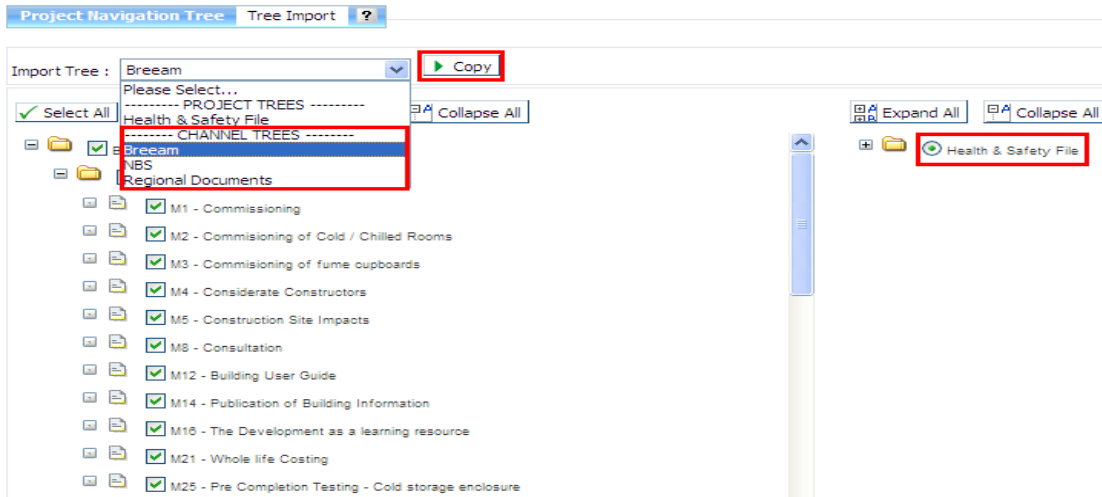 Project Navigation Tree Tree Import ?
Import Tree : Breeam Copy
Please Select...
--------- PROJECT TREES ---------
Health & Safety File
-------- CHANNEL TREES --------
Breeam
NBS
Regional Documents
Select All Collapse All Expand All Collapse All
Health & Safety File
M1 - Commissioning
M2 - Commisioning of Cold / Chilled Rooms
M3 - Commisioning of fume cupboards
M4 - Considerate Constructors
M5 - Construction Site Impacts
M8 - Consultation
M12 - Building User Guide
M14 - Publication of Building Information
M16 - The Development as a learning resource
M21 - Whole life Costing
M25 - Pre Completion Testing - Cold storage enclosure